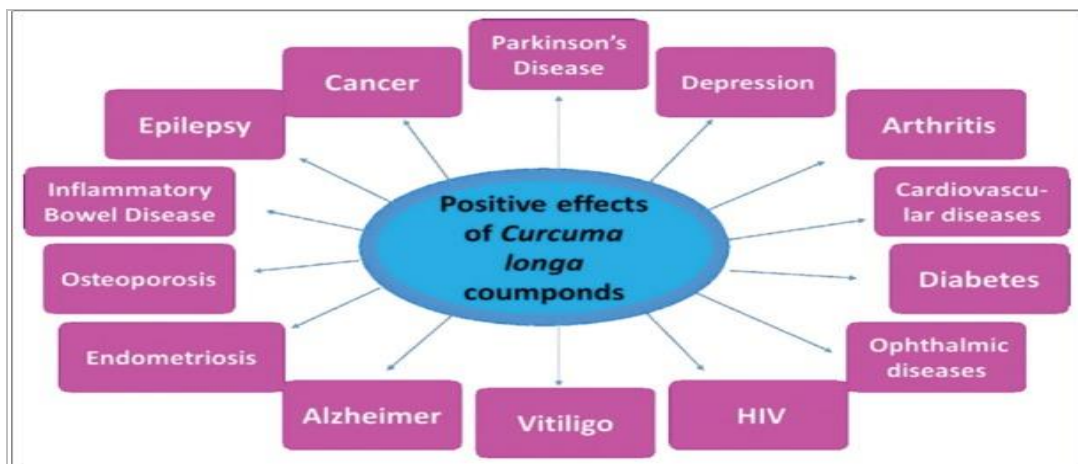 Parkinson's
Disease
Cancer
Depression
Epilepsy
Arthritis
Inflammatory
Bowel Disease
Cardiovascu-
lar diseases
Positive effects
of Curcuma
longa
coumponds
Osteoporosis
Diabetes
Endometriosis
Ophthalmic
diseases
Alzheimer
Vitiligo
HIV